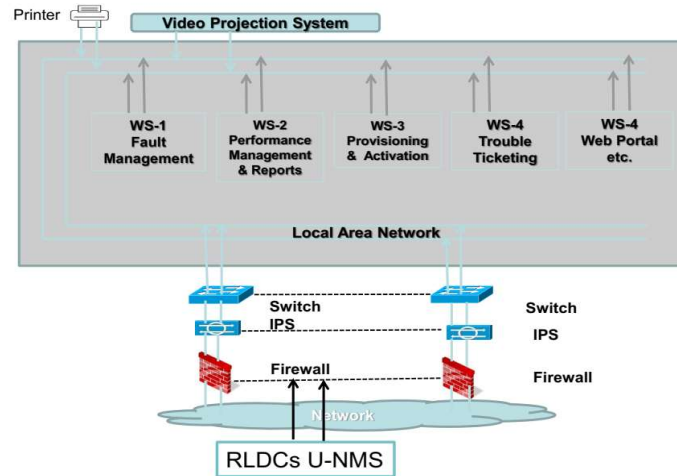 Printer
Video Projection System
WS-1
Fault
Management
WS-2
Performance
Management
& Reports
WS-3
Provisioning
& Activation
WS-4
Trouble
Ticketing
WS-4
Web Portal
etc.
Local Area Network
Switch
IPS
Switch
IPS
Firewall
Firewall
Network
RLDCs U-NMS